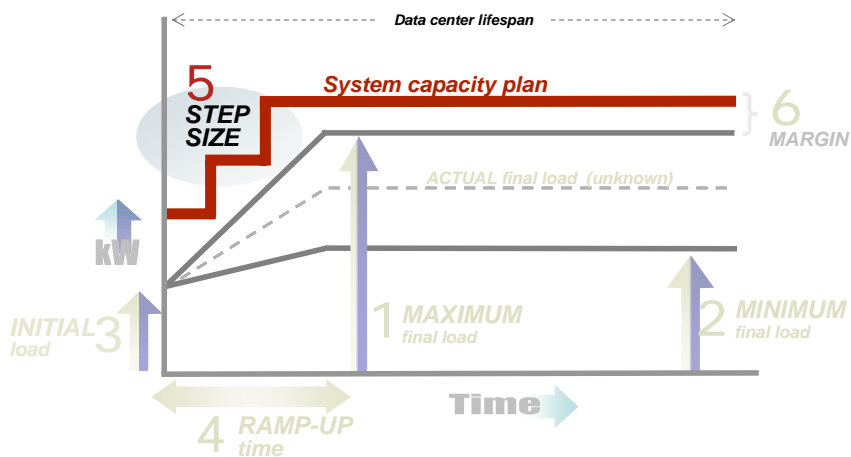 Data center lifespan
5
STEP
SIZE
System capacity plan
6
MARGIN
ACTUAL final load (unknown)
kW
INITIAL
load
3
1
MAXIMUM
final load
2
MINIMUM
final load
4
RAMP-UP
time
Time